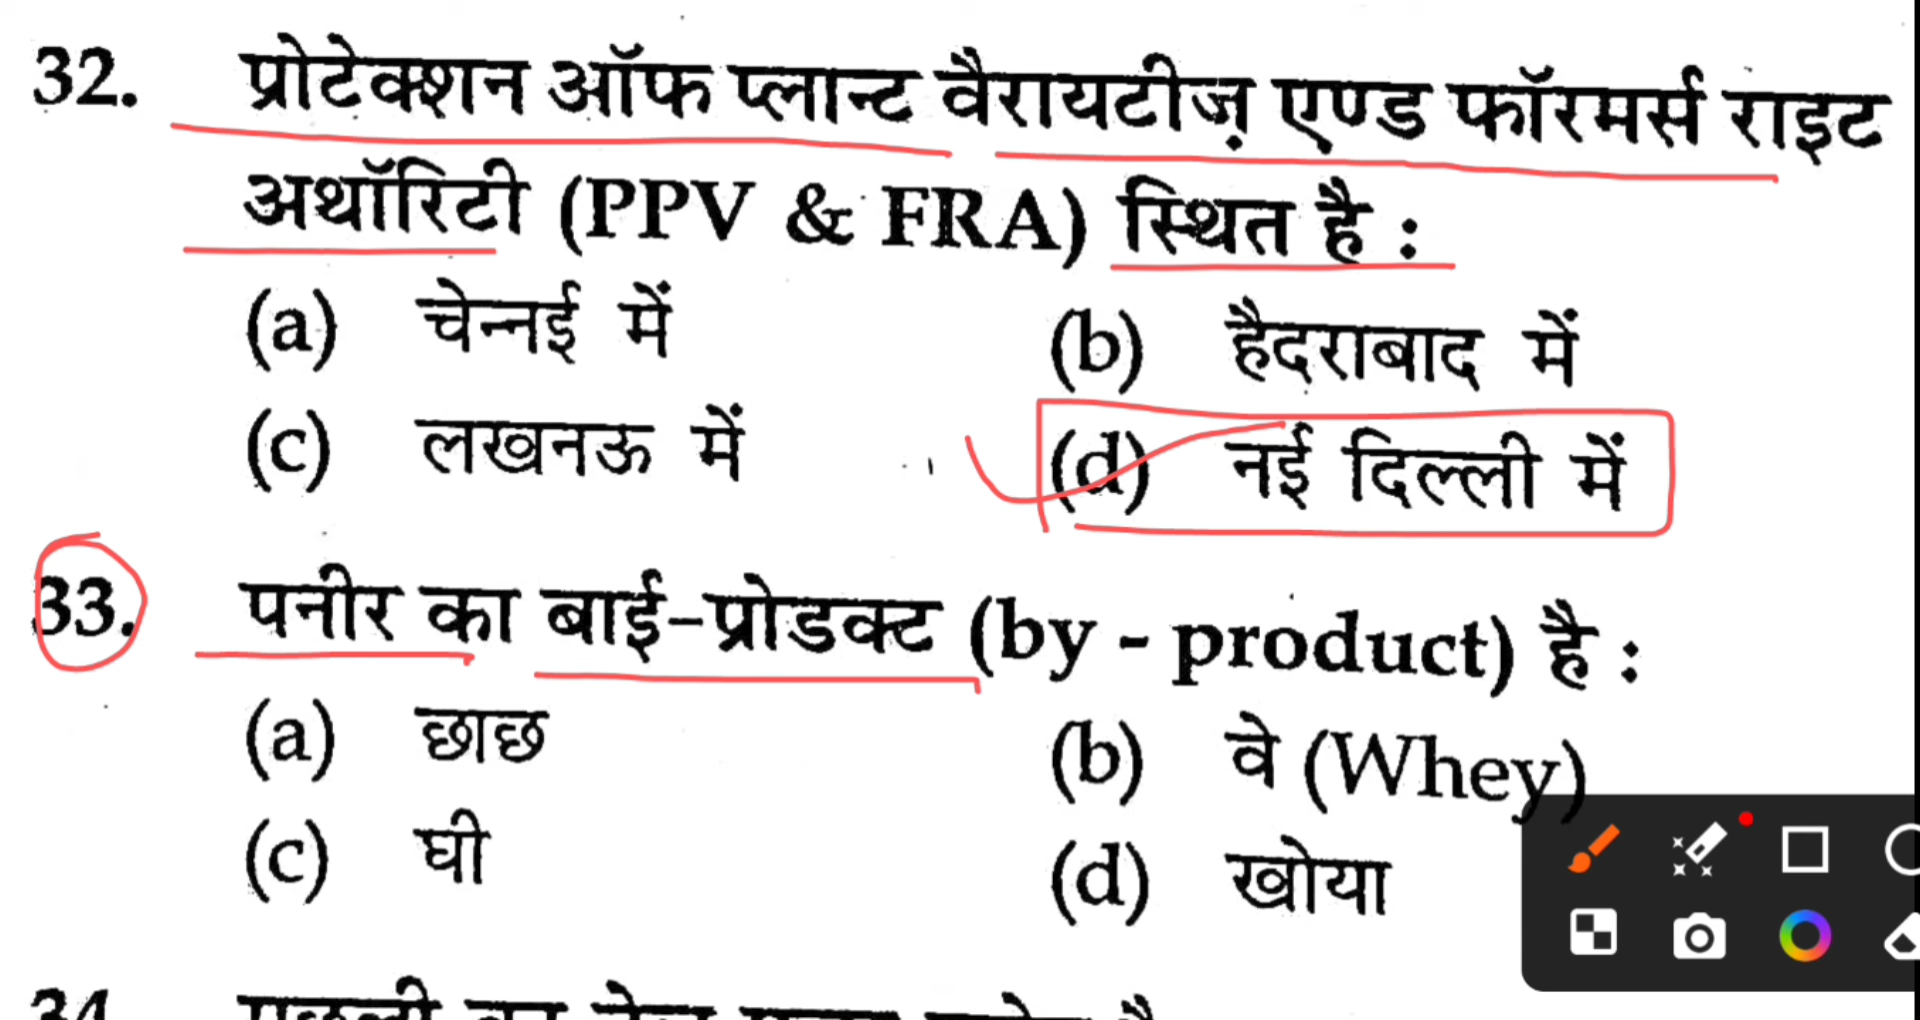 32. प्रोटेक्शन ऑफ प्लान्ट वैरायटीज़ एण्ड फॉरमर्स राइट
अथॉरिटी (PPV & FRA) स्थित है :
(a) चेन्नई में (b) हैदराबाद में
(c) लखनऊ में (d) नई दिल्ली में
33. पनीर का बाई-प्रोडक्ट (by - product) है :
(a) छाछ (b) वे (Whey)
(c) घी (d) खोया
34